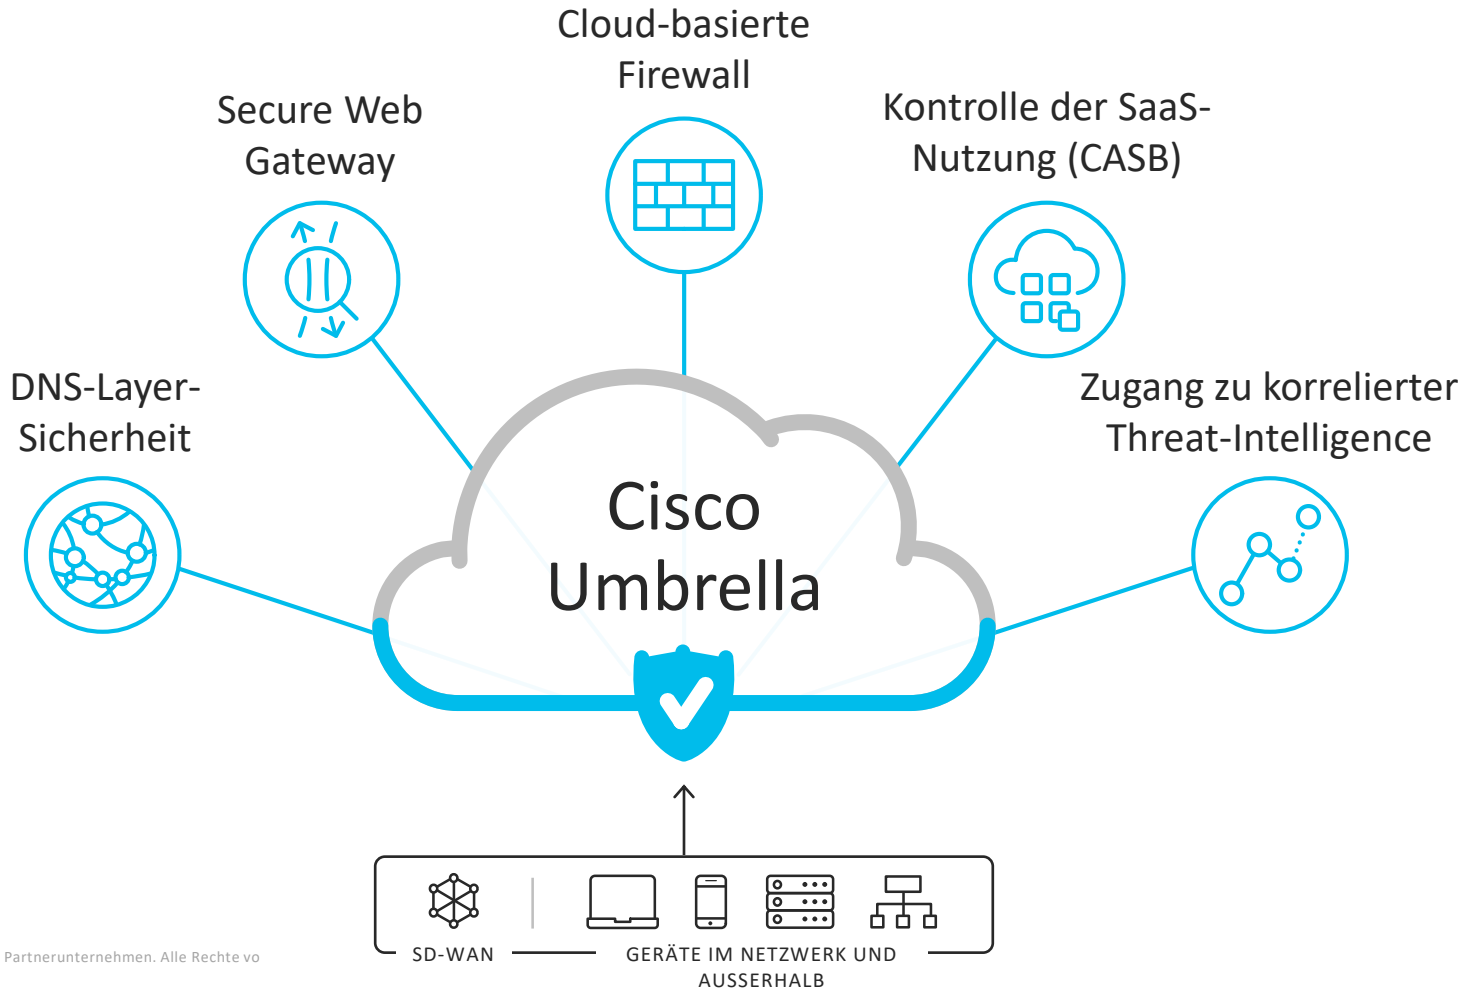 Cloud-basierte
Firewall
Secure Web
Gateway
Kontrolle der SaaS-
Nutzung (CASB)
DNS-Layer-
Sicherheit
Zugang zu korrelierter
Threat-Intelligence
Cisco
Umbrella
SD-WAN
GERÄTE IM NETZWERK UND
AUSSERHALB
Partnerunternehmen. Alle Rechte vo